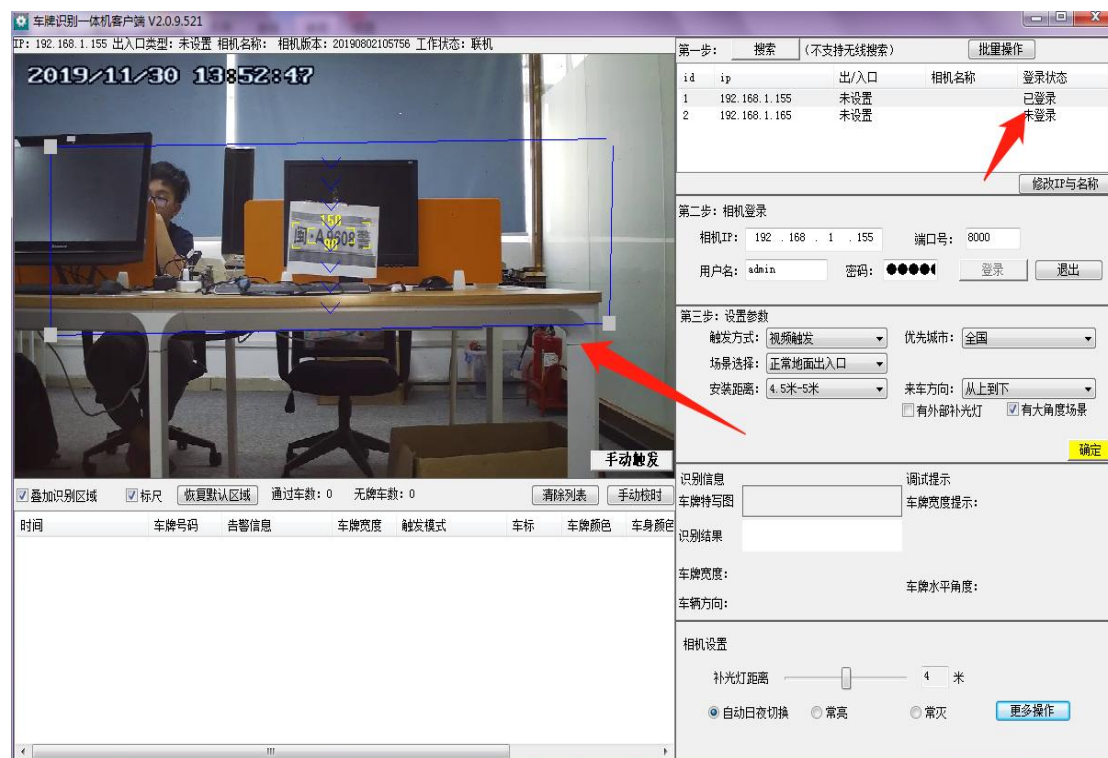 车牌识别一体机客户端 V2.0.9.521
IP: 192.168.1.155 出入口类型: 未设置 相机名称: 相机版本: 20190802105756 工作状态: 联机
2019/11/30 13:52:47
150
闽·A9608警
90
手动触发
叠加识别区域 标尺 恢复默认区域 通过车数: 0 无牌车数: 0 清除列表 手动校时
时间 车牌号码 告警信息 车牌宽度 触发模式 车标 车牌颜色 车身颜色
第一步: 搜索 (不支持无线搜索) 批量操作
id ip 出/入口 相机名称 登录状态
1 192.168.1.155 未设置 已登录
2 192.168.1.165 未设置 未登录
修改IP与名称
第二步: 相机登录
相机IP: 192 . 168 . 1 . 155 端口号: 8000
用户名: admin 密码: 登录 退出
第三步: 设置参数
触发方式: 视频触发 优先城市: 全国
场景选择: 正常地面出入口
安装距离: 4.5米-5米 来车方向: 从上到下
有外部补光灯 有大角度场景
确定
识别信息 调试提示
车牌特写图 车牌宽度提示:
识别结果
车牌宽度:
车牌水平角度:
车辆方向:
相机设置
补光灯距离 4 米
自动日夜切换 常亮 常灭 更多操作